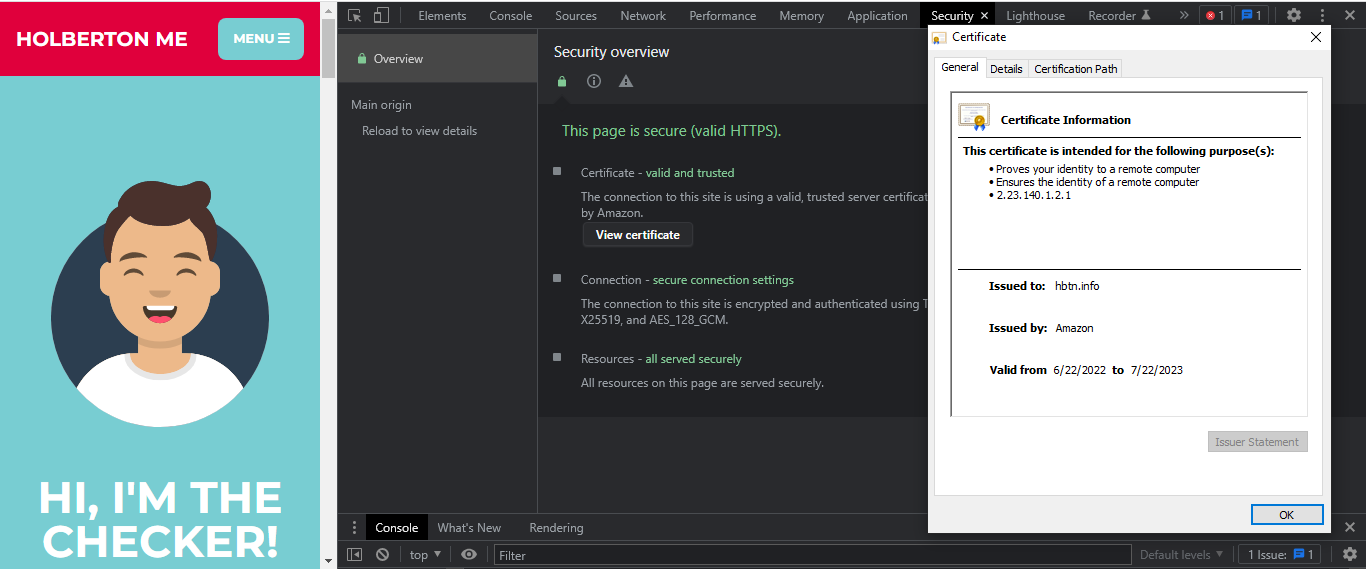 HOLBERTON ME
MENU
HI, I'M THE
CHECKER!
Elements Console Sources Network Performance Memory Application Security Lighthouse Recorder » 1 1
Overview
Main origin
Reload to view details
Security overview
This page is secure (valid HTTPS).
Certificate - valid and trusted
The connection to this site is using a valid, trusted server
by Amazon.
View certificate
Connection - secure connection settings
The connection to this site is encrypted and authenticated using
X25519, and AES_128_GCM.
Resources - all served securely
All resources on this page are served securely.
Certificate
General Details Certification Path
Certificate Information
This certificate is intended for the following purpose(s):
• Proves your identity to a remote computer
• Ensures the identity of a remote computer
• 2.23.140.1.2.1
Issued to: hbtn.info
Issued by: Amazon
Valid from 6/22/2022 to 7/22/2023
Issuer Statement
OK
Console What's New Rendering
top Filter Default levels 1 Issue: 1